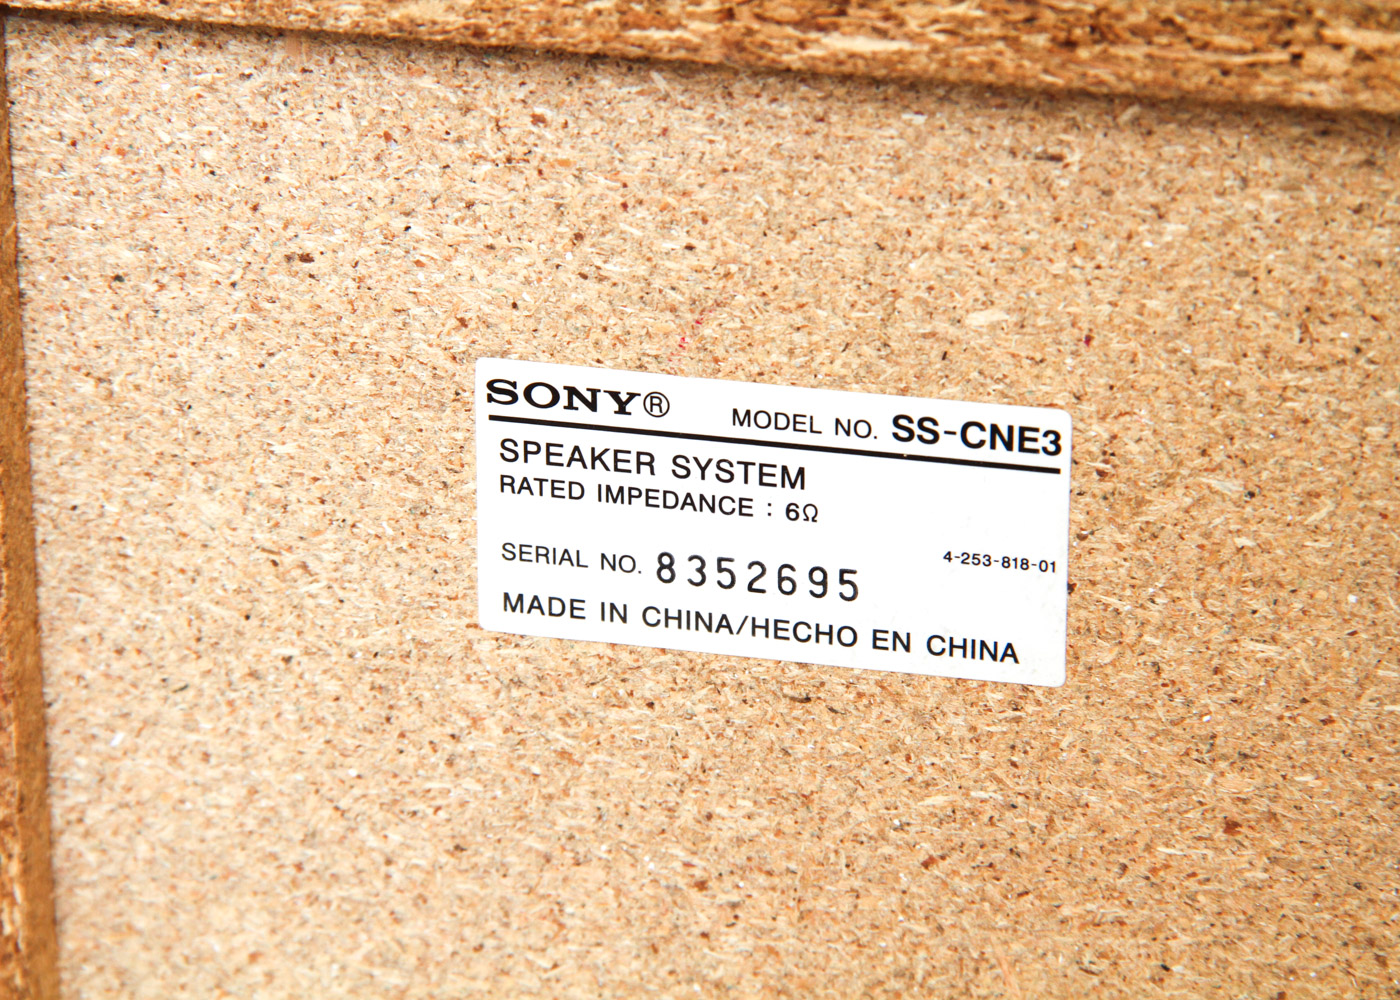 SONY® MODEL NO. SS-CNE3
SPEAKER SYSTEM
RATED IMPEDANCE : 6Ω
4-253-818-01
SERIAL NO. 8352695
MADE IN CHINA/HECHO EN CHINA